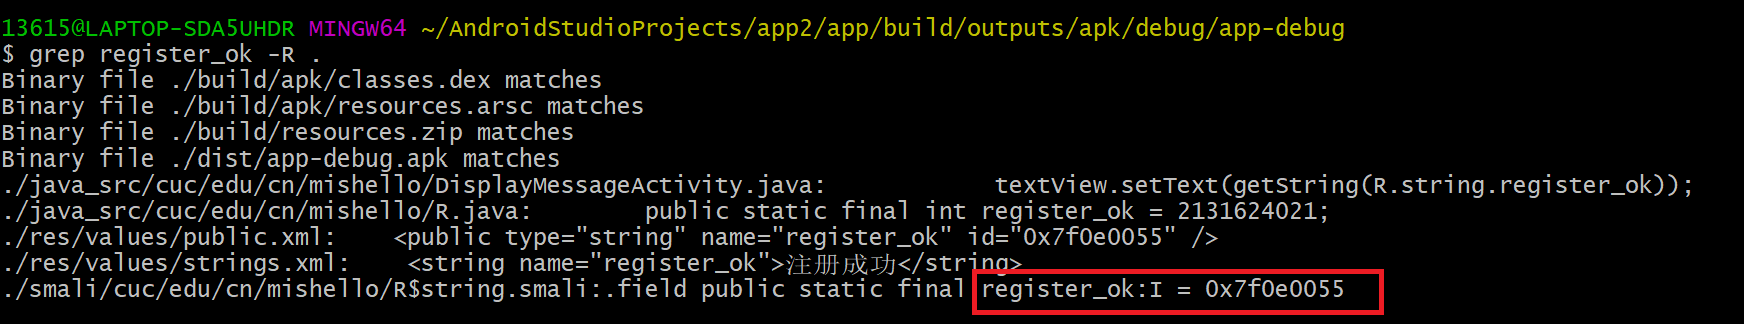 13615@LAPTOP-SDA5UHDR MINGW64 ~/AndroidStudioProjects/app2/app/build/outputs/apk/debug/app-debug
$ grep register_ok -R .
Binary file ./build/apk/classes.dex matches
Binary file ./build/apk/resources.arsc matches
Binary file ./build/resources.zip matches
Binary file ./dist/app-debug.apk matches
./java_src/cuc/edu/cn/mishello/DisplayMessageActivity.java:            textView.setText(getString(R.string.register_ok));
./java_src/cuc/edu/cn/mishello/R.java:        public static final int register_ok = 2131624021;
./res/values/public.xml:    <public type="string" name="register_ok" id="0x7f0e0055" />
./res/values/strings.xml:    <string name="register_ok">注册成功</string>
./smali/cuc/edu/cn/mishello/R$string.smali:.field public static final register_ok:I = 0x7f0e0055